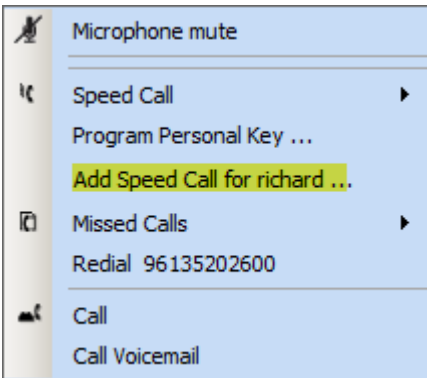 Microphone mute
Speed Call
Program Personal Key ...
Add Speed Call for richard ...
Missed Calls
Redial 96135202600
Call
Call Voicemail